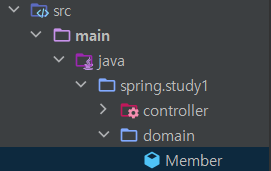 src
main
java
spring.study1
controller
domain
Member